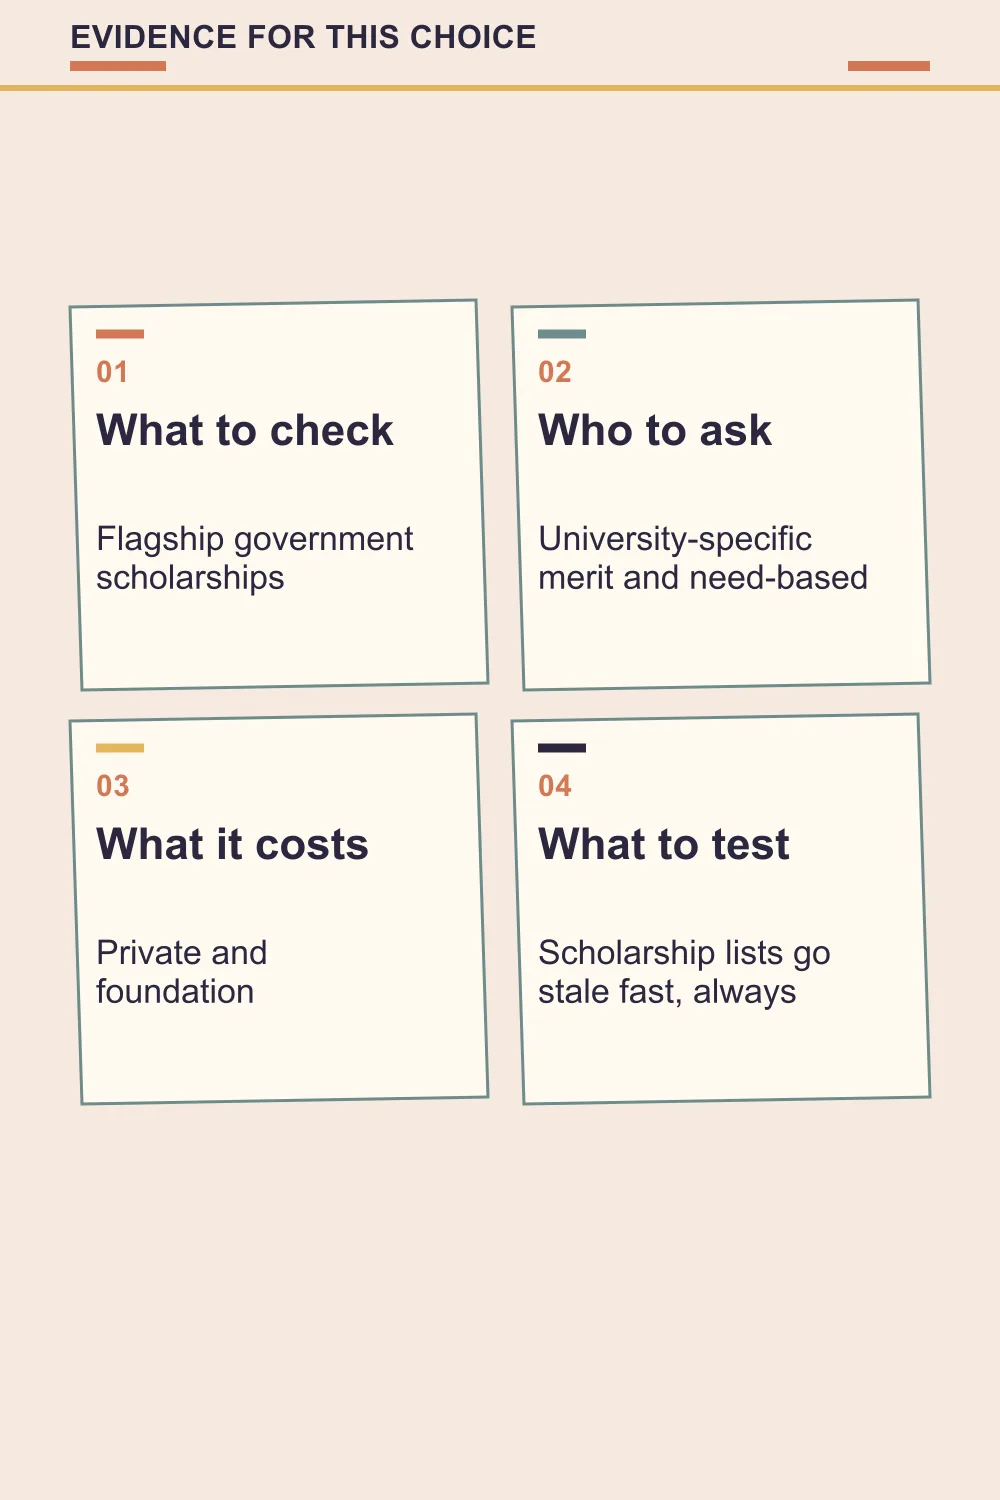 EVIDENCE FOR THIS CHOICE
01
What to check
Flagship government
scholarships
02
Who to ask
University-specific
merit and need-based
03
What it costs
Private and
foundation
04
What to test
Scholarship lists go
stale fast, always